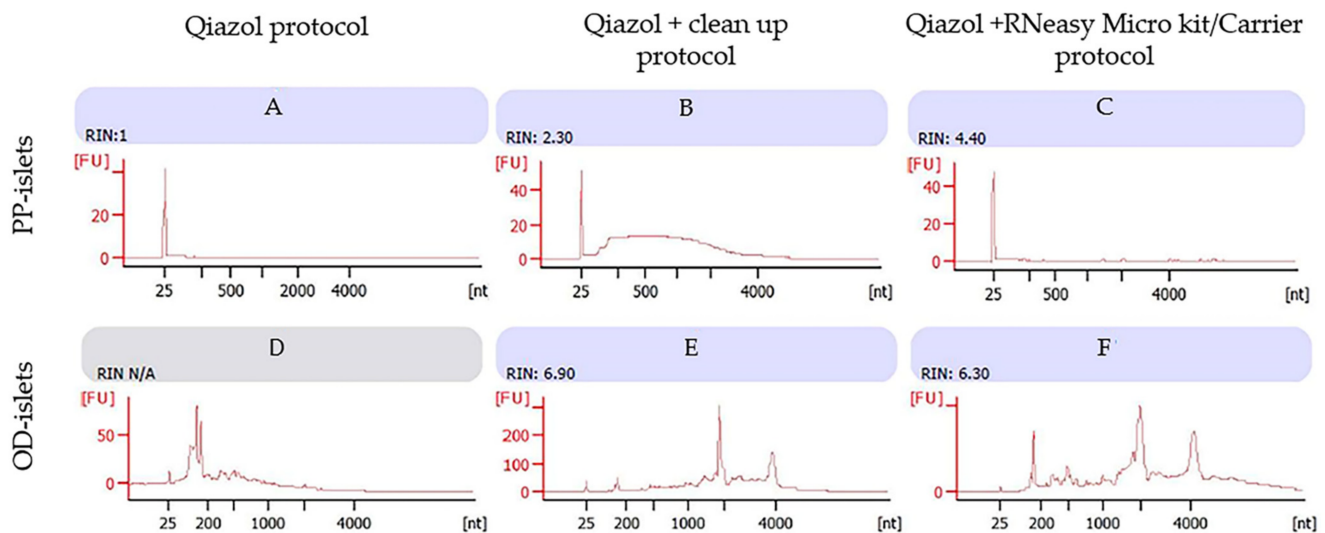 Qiazol protocol
Qiazol + clean up
protocol
Qiazol +RNeasy Micro kit/Carrier
protocol
PP-islets
A
RIN:1
[FU]
20
0
25 500 2000 4000 [nt
B
RIN: 2.30
[FU]
40
20
0
25 500 4000 [nt]
C
RIN: 4.40
[FU]
40
20
0
25 500 4000 [nt]
OD-islets
D
RIN N/A
[FU]
50
0
25 200 1000 4000 [nt]
E
RIN: 6.90
[FU]
200
100
0
25 200 1000 4000 [nt]
F
RIN: 6.30
[FU]
0
25 200 1000 4000 [nt]